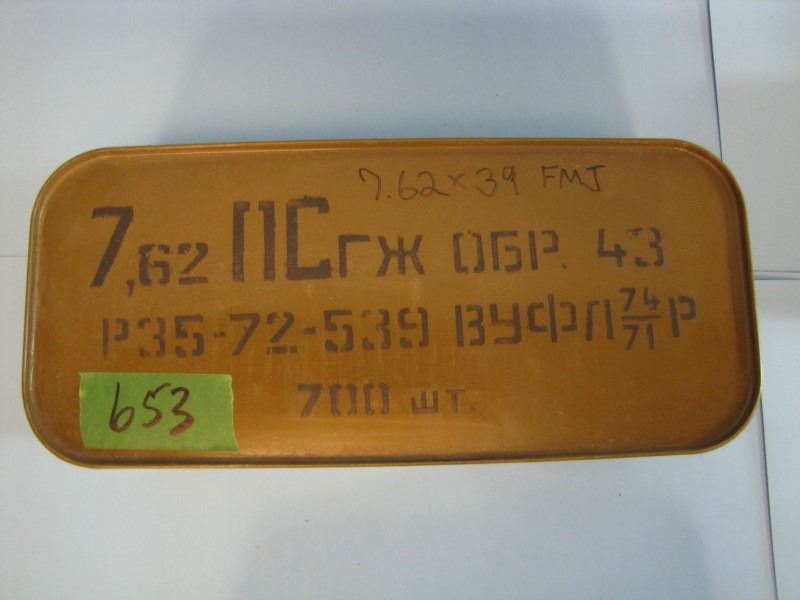 7.62×39 FMJ
7,62 ПСГЖ ОБР. 43
Р35-72-539 ВУФЛ 74/71 Р
700 шт.
653